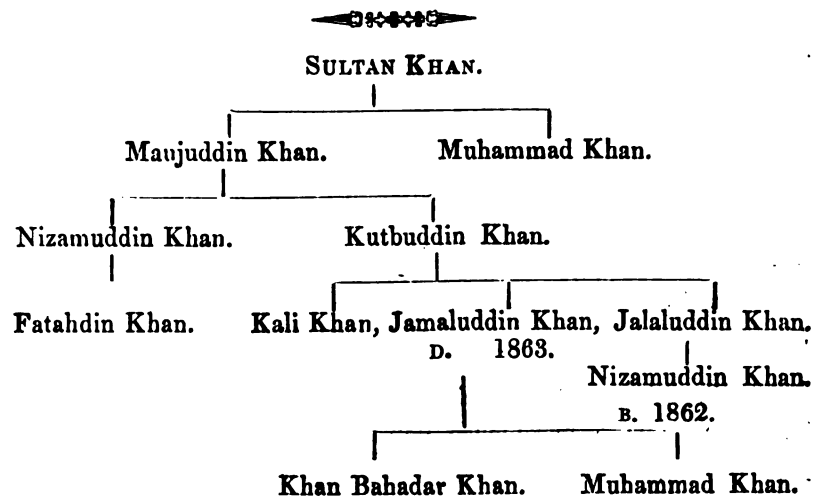 SULTAN KHAN.
Maujuddin Khan. Muhammad Khan.
Nizamuddin Khan. Kutbuddin Khan.
Fatahdin Khan. Kali Khan, Jamaluddin Khan, Jalaluddin Khan.
D. 1863.
Nizamuddin Khan.
B. 1862.
Khan Bahadar Khan. Muhammad Khan.